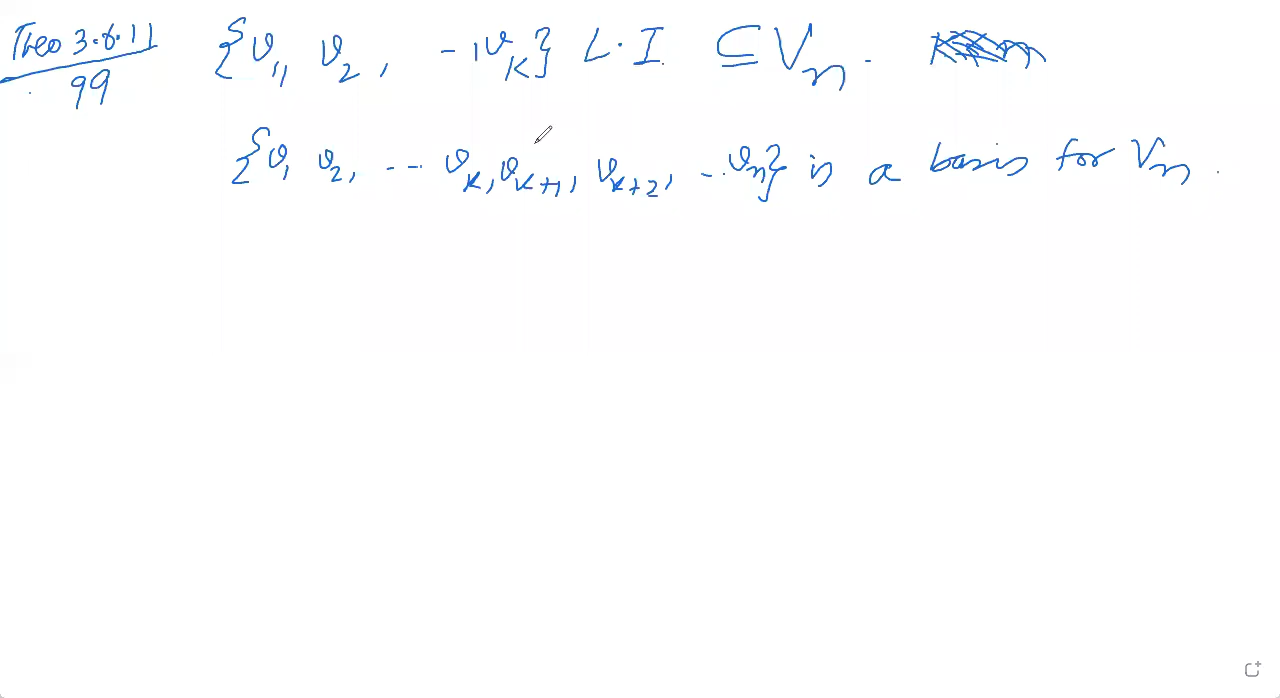 Theo 3.6.11 {v₁, v₂, - , vₖ} L.I ⊆ Vₙ.
99
{v₁ v₂, -- vₖ, vₖ₊₁, vₖ₊₂, -- vₙ} is a basis for Vₙ.